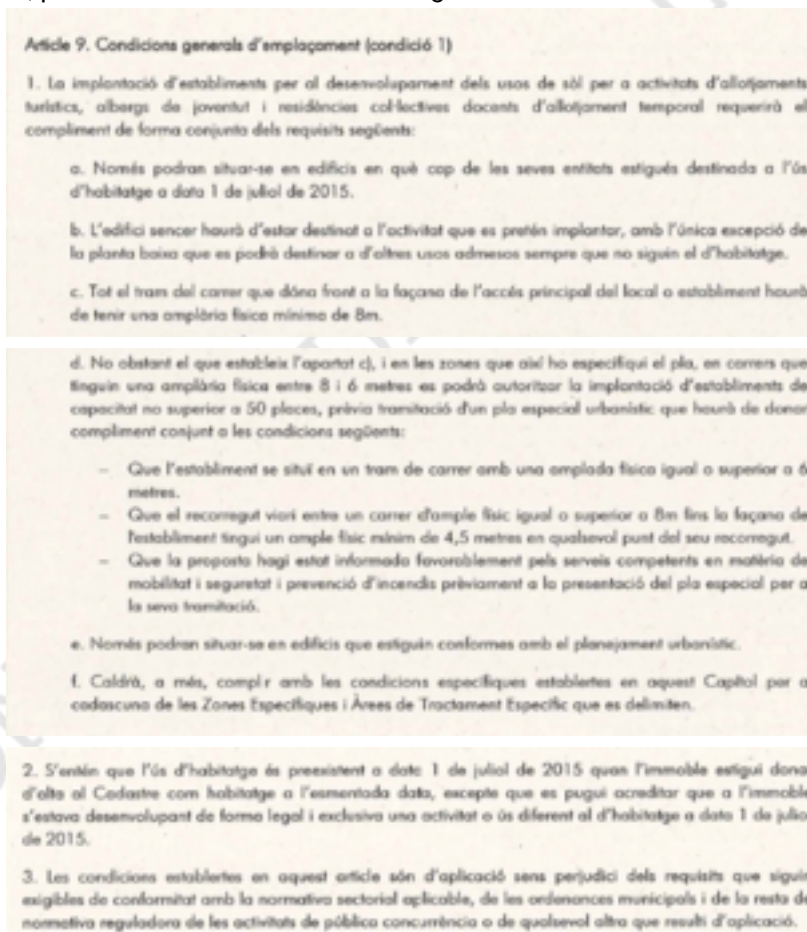 Article 9. Condicions generals d'emplaçament (condició 1)
1. La implantació d'establiments per al desenvolupament dels usos de sòl per a activitats d'allotjaments
turístics, albergs de joventut i residències col·lectives docents d'allotjament temporal requerirà el
compliment de forma conjunta dels requisits següents:
a. Només podran situar-se en edificis en què cap de les seves entitats estigués destinada a l'ús
d'habitatge a data 1 de juliol de 2015.
b. L'edifici sencer haurà d'estar destinat a l'activitat que es pretén implantar, amb l'única excepció de
la planta baixa que es podrà destinar a d'altres usos admesos sempre que no siguin el d'habitatge.
c. Tot el tram del carrer que dóna front a la façana de l'accés principal del local o establiment haurà
de tenir una amplària física mínima de 8m.
d. No obstant el que estableix l'apartat c), i en les zones que així ho especifiqui el pla, en carrers que
tinguin una amplària física entre 8 i 6 metres es podrà autoritzar la implantació d'establiments de
capacitat no superior a 50 places, prèvia tramitació d'un pla especial urbanístic que haurà de donar
compliment conjunt a les condicions següents:
– Que l'establiment se situï en un tram de carrer amb una amplada física igual o superior a 6
metres.
– Que el recorregut viari entre un carrer d'ample físic igual o superior a 8m fins la façana de
l'establiment tingui un ample físic mínim de 4,5 metres en qualsevol punt del seu recorregut.
– Que la proposta hagi estat informada favorablement pels serveis competents en matèria de
mobilitat i seguretat i prevenció d'incendis prèviament a la presentació del pla especial per a
la seva tramitació.
e. Només podran situar-se en edificis que estiguin conformes amb el planejament urbanístic.
f. Caldrà, a més, complir amb les condicions específiques establertes en aquest Capítol per a
cadascuna de les Zones Específiques i Àrees de Tractament Específic que es delimiten.
2. S'entén que l'ús d'habitatge és preexistent a data 1 de juliol de 2015 quan l'immoble estigui dona
d'alta al Cadastre com habitatge a l'esmentada data, excepte que es pugui acreditar que a l'immoble
s'estava desenvolupant de forma legal i exclusiva una activitat o ús diferent al d'habitatge a data 1 de julio
de 2015.
3. Les condicions establertes en aquest article són d'aplicació sens perjudici dels requisits que siguin
exigibles de conformitat amb la normativa sectorial aplicable, de les ordenances municipals i de la resta de
normativa reguladora de les activitats de pública concurrència o de qualsevol altra que resulti d'aplicació.